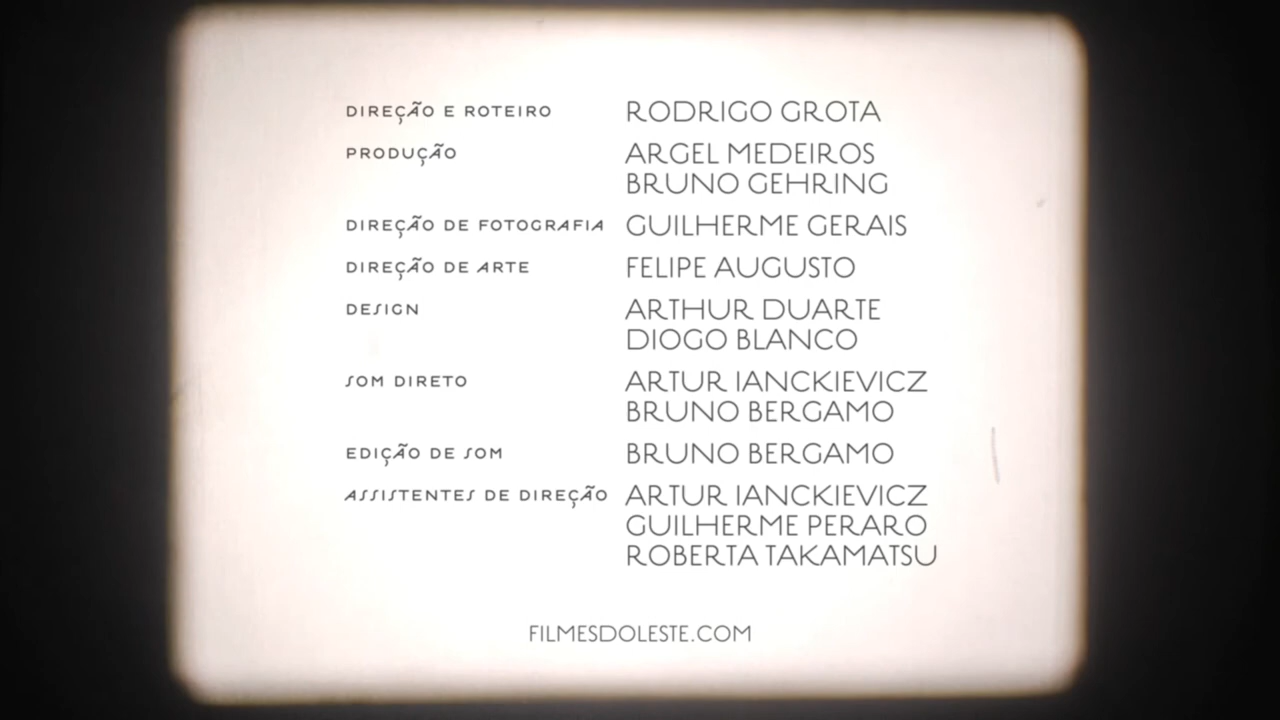 DIREÇÃO E ROTEIRO RODRIGO GROTA
PRODUÇÃO ARGEL MEDEIROS
BRUNO GEHRING
DIREÇÃO DE FOTOGRAFIA GUILHERME GERAIS
DIREÇÃO DE ARTE FELIPE AUGUSTO
DESIGN ARTHUR DUARTE
DIOGO BLANCO
SOM DIRETO ARTUR IANCKIEVICZ
BRUNO BERGAMO
EDIÇÃO DE SOM BRUNO BERGAMO
ASSISTENTES DE DIREÇÃO ARTUR IANCKIEVICZ
GUILHERME PERARO
ROBERTA TAKAMATSU
FILMESDOLESTE.COM